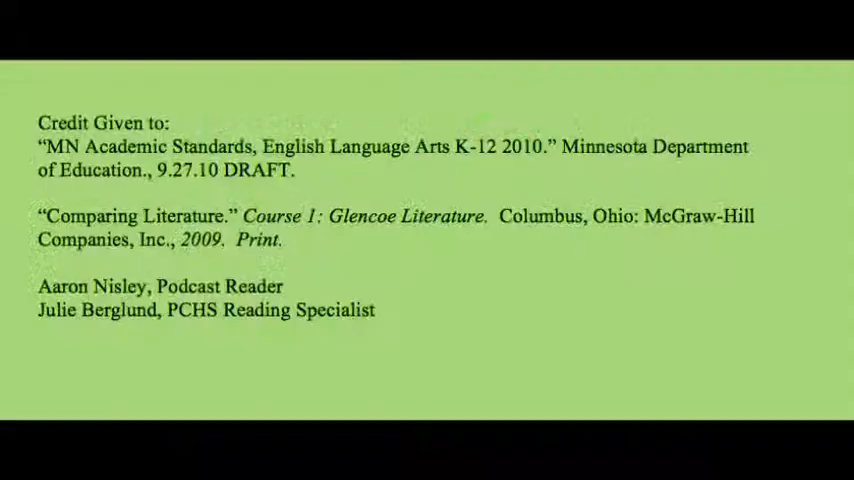 Credit Given to:
“MN Academic Standards, English Language Arts K-12 2010.” Minnesota Department
of Education., 9.27.10 DRAFT.
“Comparing Literature.” Course 1: Glencoe Literature. Columbus, Ohio: McGraw-Hill
Companies, Inc., 2009. Print.
Aaron Nisley, Podcast Reader
Julie Berglund, PCHS Reading Specialist